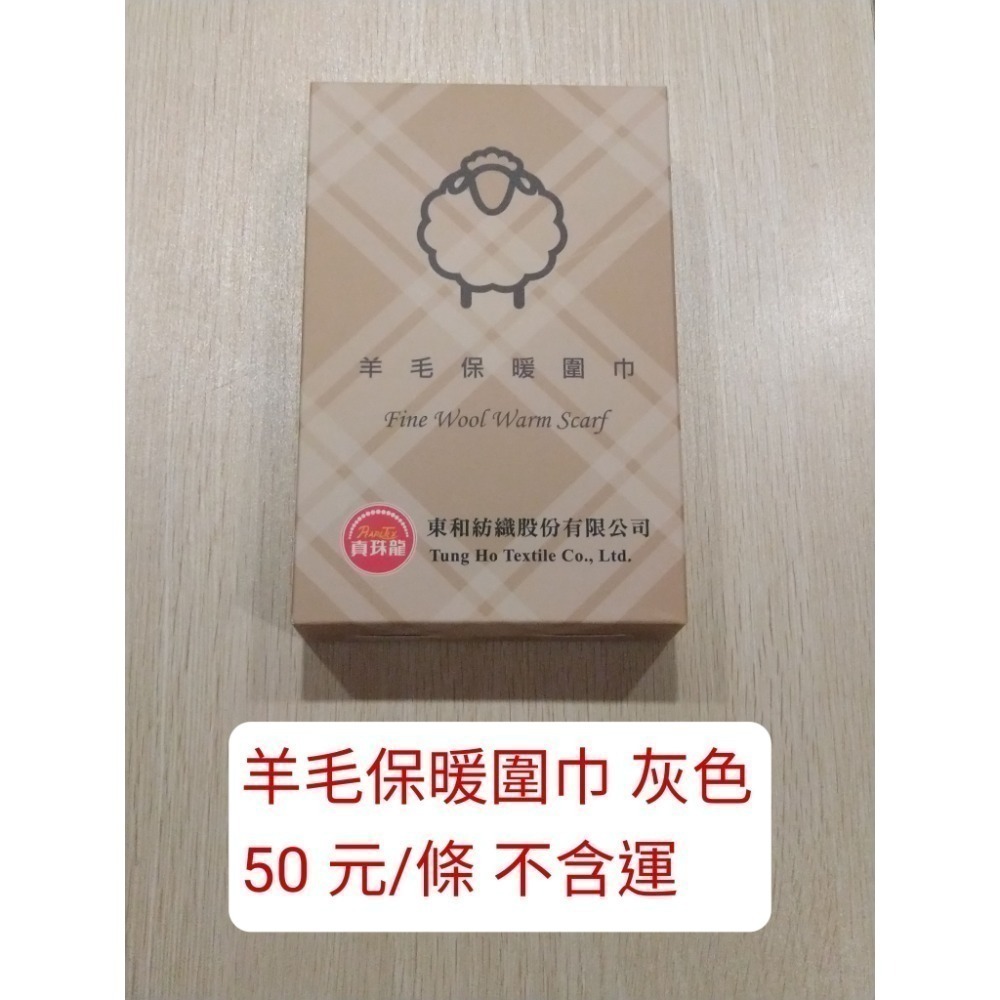 羊毛保暖圍巾
Fine Wool Warm Scarf
真珠龍
東和紡織股份有限公司
Tung Ho Textile Co., Ltd.
羊毛保暖圍巾 灰色
50 元/條 不含運